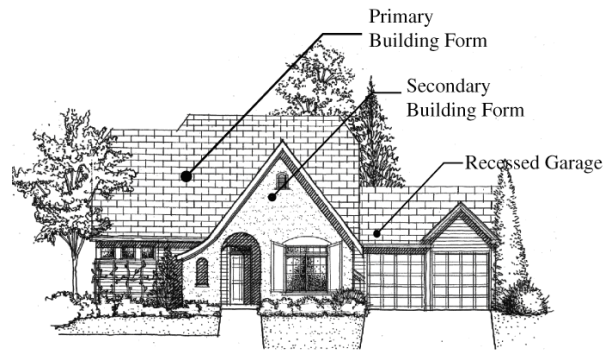 Primary
Building Form
Secondary
Building Form
Recessed Garage